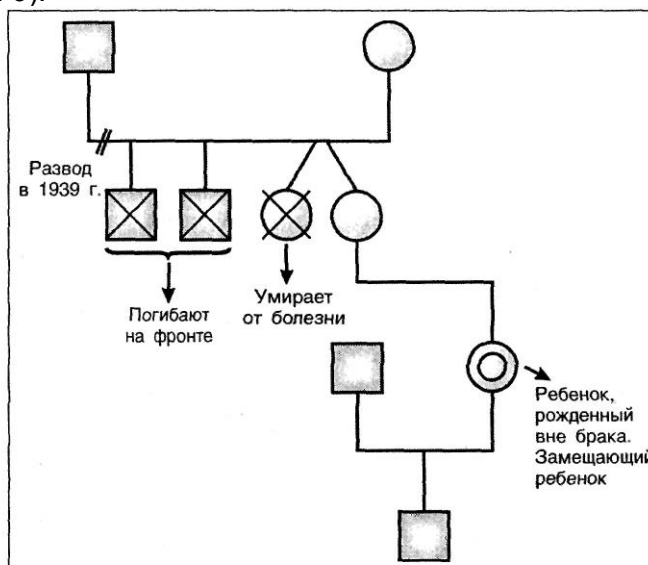 Развод
в 1939 г.
Погибают
на фронте
Умирает
от болезни
Ребенок,
рожденный
вне брака.
Замещающий
ребенок